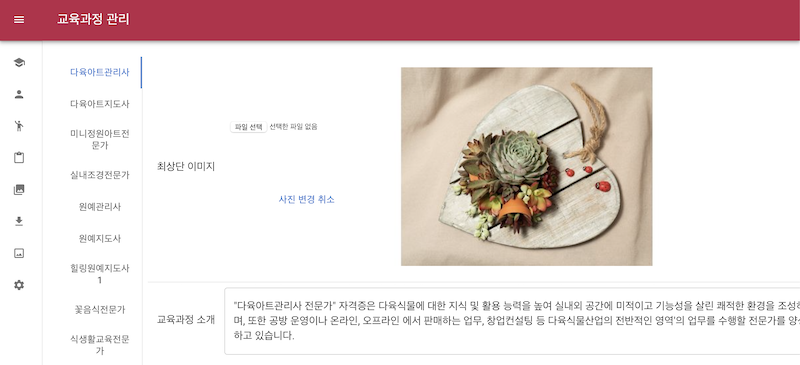 교육과정 관리
다육아트관리사
다육아트지도사
미니정원아트전
문가
실내조경전문가
원예관리사
원예지도사
힐링원예지도사
1
꽃음식전문가
식생활교육전문
가
최상단 이미지
파일 선택 선택한 파일 없음
사진 변경 취소
교육과정 소개
"다육아트관리사 전문가" 자격증은 다육식물에 대한 지식 및 활용 능력을 높여 실내외 공간에 미적이고 기능성을 살린 쾌적한 환경을 조성하
며, 또한 공방 운영이나 온라인, 오프라인 에서 판매하는 업무, 창업컨설팅 등 다육식물산업의 전반적인 영역'의 업무를 수행할 전문가를 양성
하고 있습니다.